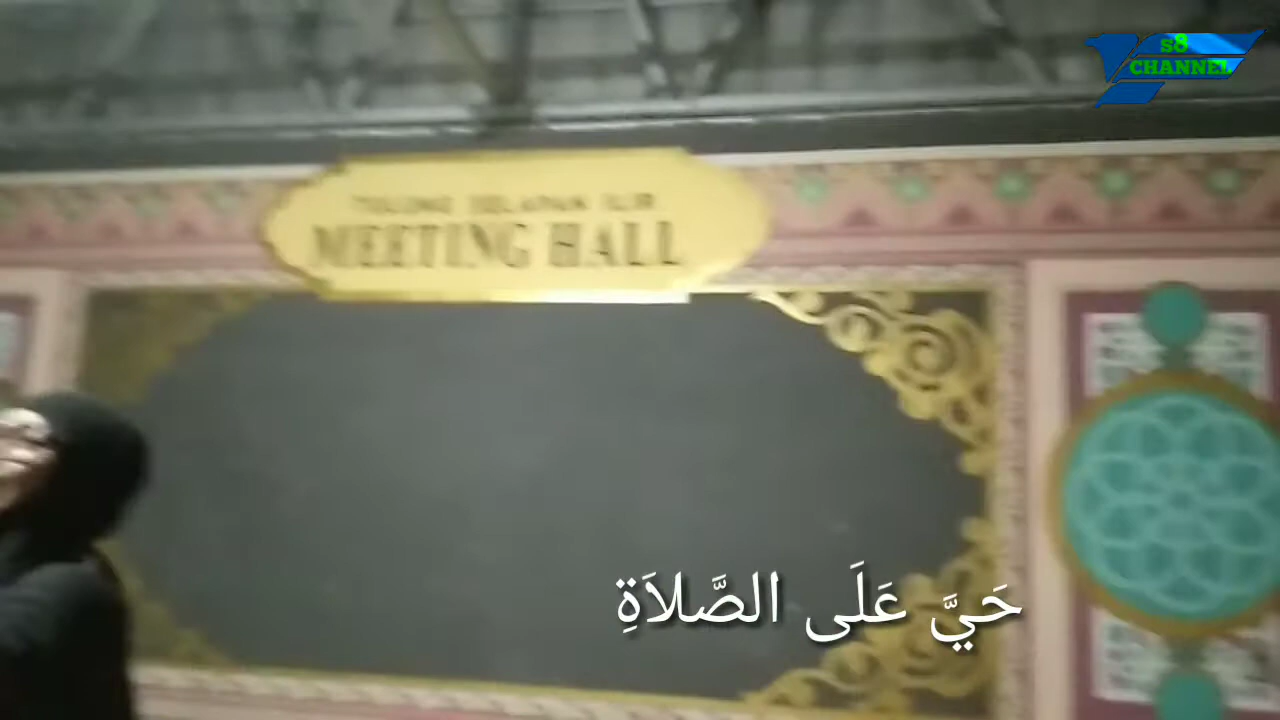 s8
CHANNEL
MEETING HALL
حَيَّ عَلَى الصَّلاَةِ